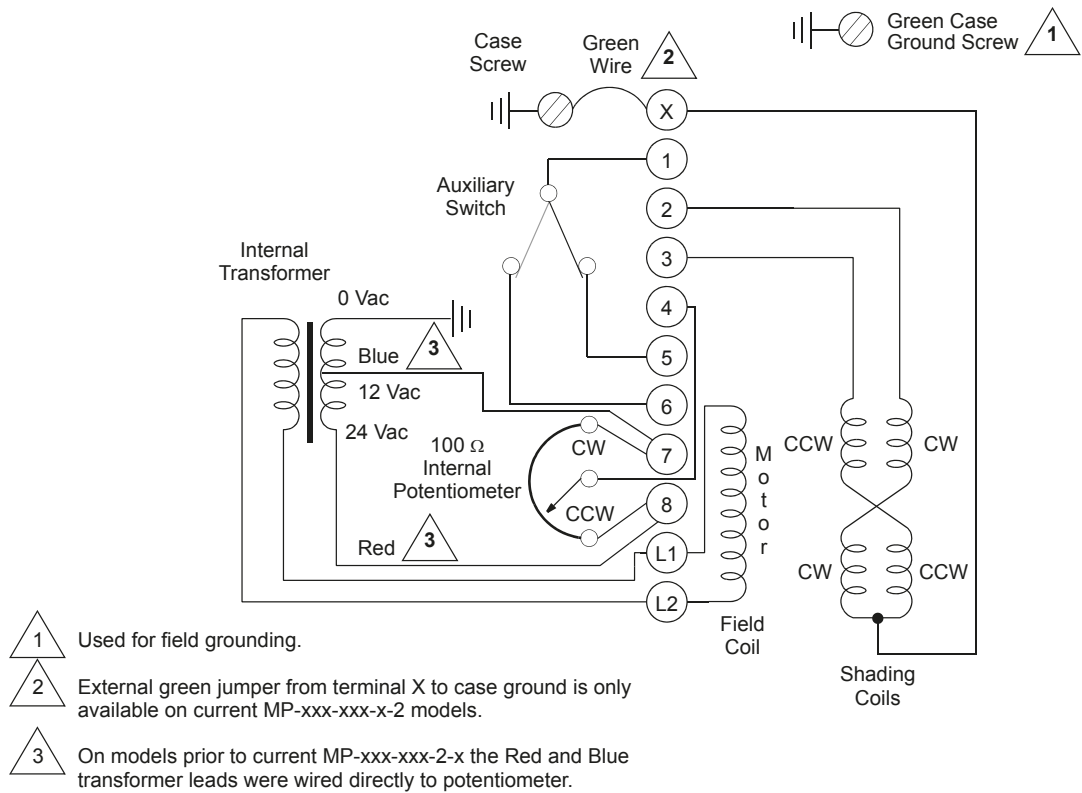 Case
Screw
Green
Wire
2
Green Case
Ground Screw
1
X
1
Auxiliary
Switch
2
3
Internal
Transformer
0 Vac
4
Blue
3
5
12 Vac
6
24 Vac
100 Ω
Internal
Potentiometer
CW
7
CCW
8
Red
3
L1
L2
Motor
Field
Coil
CCW
CW
CW
CCW
Shading
Coils
1
Used for field grounding.
2
External green jumper from terminal X to case ground is only
available on current MP-xxx-xxx-x-2 models.
3
On models prior to current MP-xxx-xxx-2-x the Red and Blue
transformer leads were wired directly to potentiometer.